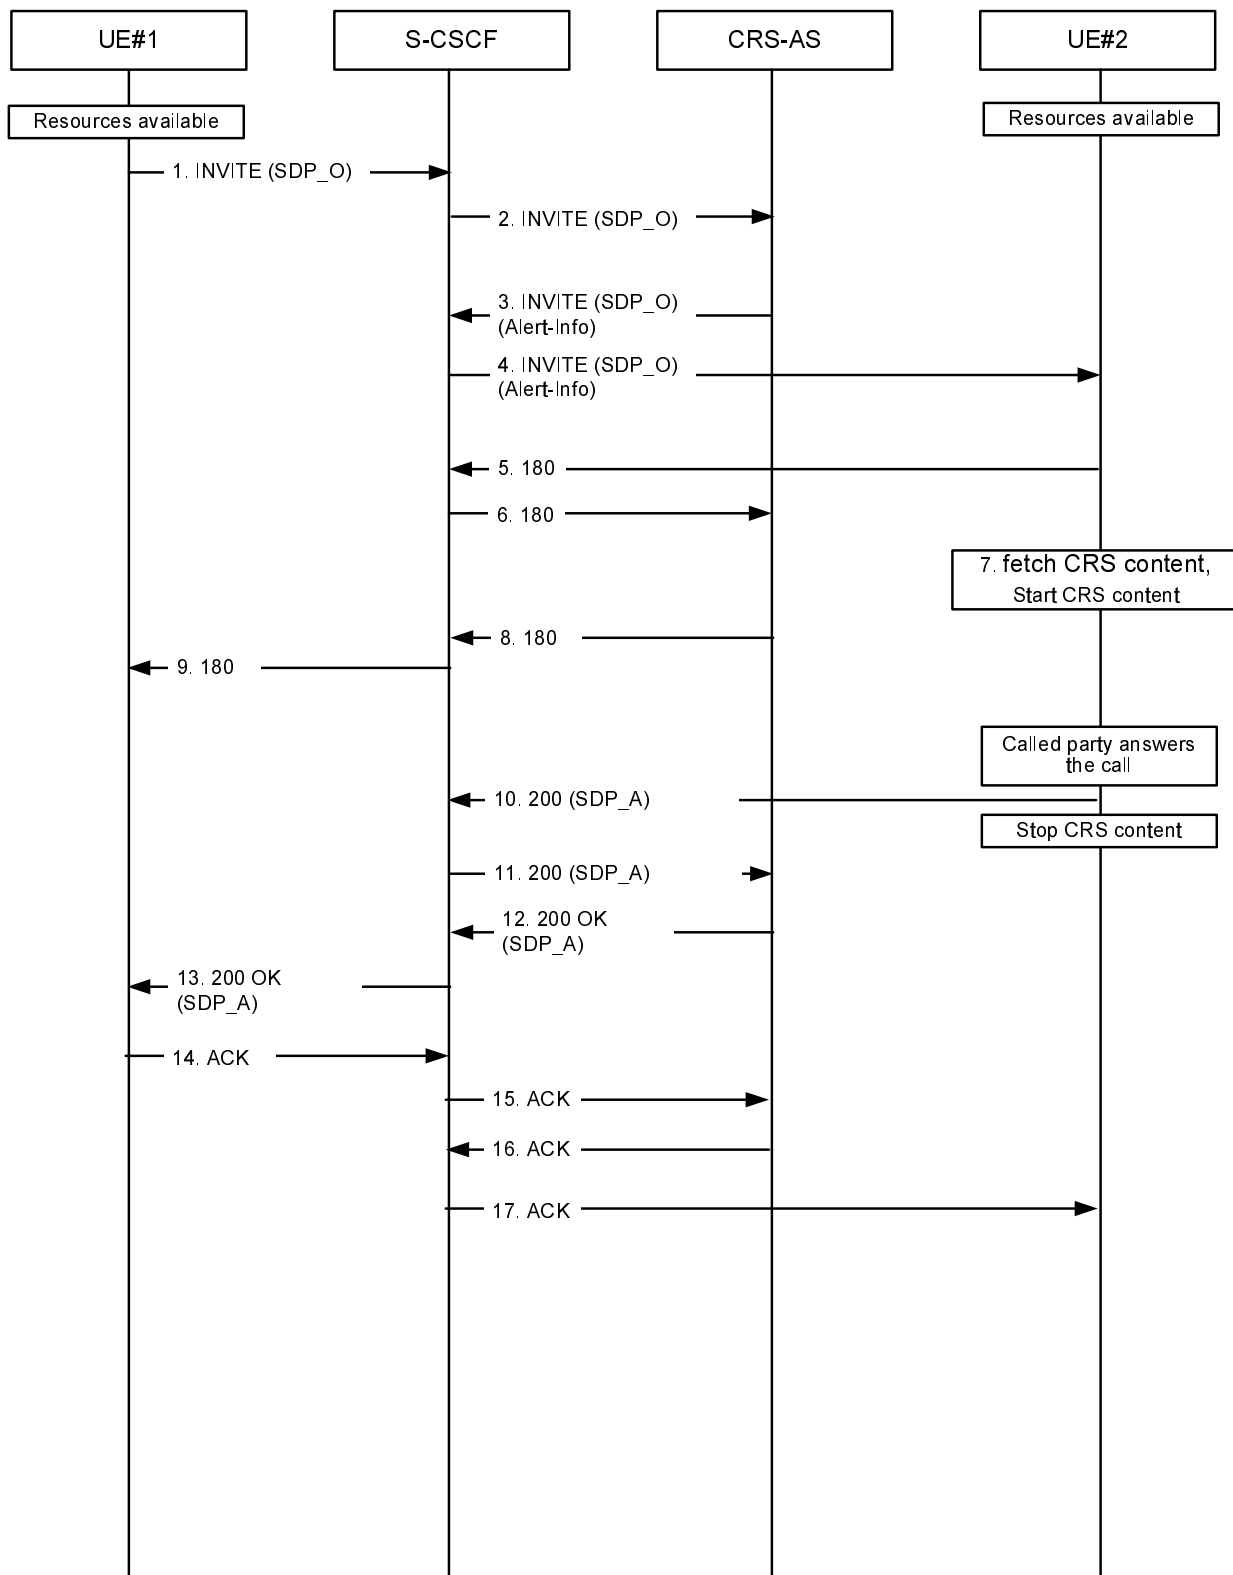 UE#1
S-CSCF
CRS-AS
UE#2
Resources available
Resources available
1. INVITE (SDP_O)
2. INVITE (SDP_O)
3. INVITE (SDP_O)
(Alert-Info)
4. INVITE (SDP_O)
(Alert-Info)
5. 180
6. 180
7. fetch CRS content,
Start CRS content
8. 180
9. 180
Called party answers
the call
10. 200 (SDP_A)
Stop CRS content
11. 200 (SDP_A)
12. 200 OK
(SDP_A)
13. 200 OK
(SDP_A)
14. ACK
15. ACK
16. ACK
17. ACK